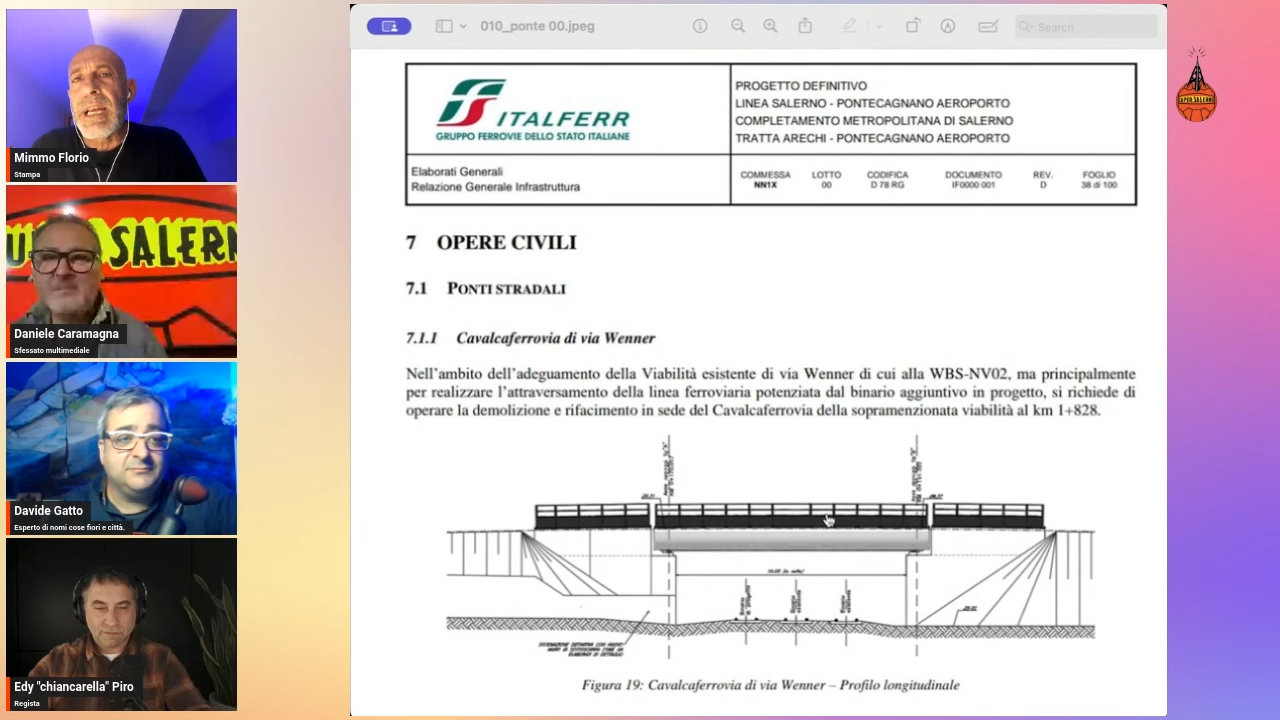 010_ponte 00.jpeg
Search
ITALFERR
GRUPPO FERROVIE DELLO STATO ITALIANE
PROGETTO DEFINITIVO
LINEA SALERNO - PONTECAGNANO AEROPORTO
COMPLETAMENTO METROPOLITANA DI SALERNO
TRATTA ARECHI - PONTECAGNANO AEROPORTO
Elaborati Generali
Relazione Generale Infrastruttura
COMMESSA LOTTO CODIFICA DOCUMENTO REV. FOGLIO
NN1X 00 D 78 RG IF0000 001 D 38 di 100
7 OPERE CIVILI
7.1 PONTI STRADALI
7.1.1 Cavalcaferrovia di via Wenner
Nell'ambito dell'adeguamento della Viabilità esistente di via Wenner di cui alla WBS-NV02, ma principalmente
per realizzare l'attraversamento della linea ferroviaria potenziata dal binario aggiuntivo in progetto, si richiede di
operare la demolizione e rifacimento in sede del Cavalcaferrovia della sopramenzionata viabilità al km 1+828.
Figura 19: Cavalcaferrovia di via Wenner – Profilo longitudinale
Mimmo Florio
Stampa
SALERN
Daniele Caramagna
Sfessato multimediale
Davide Gatto
Esperto di nomi cose fiori e città.
Edy "chiancarella" Piro
Regista